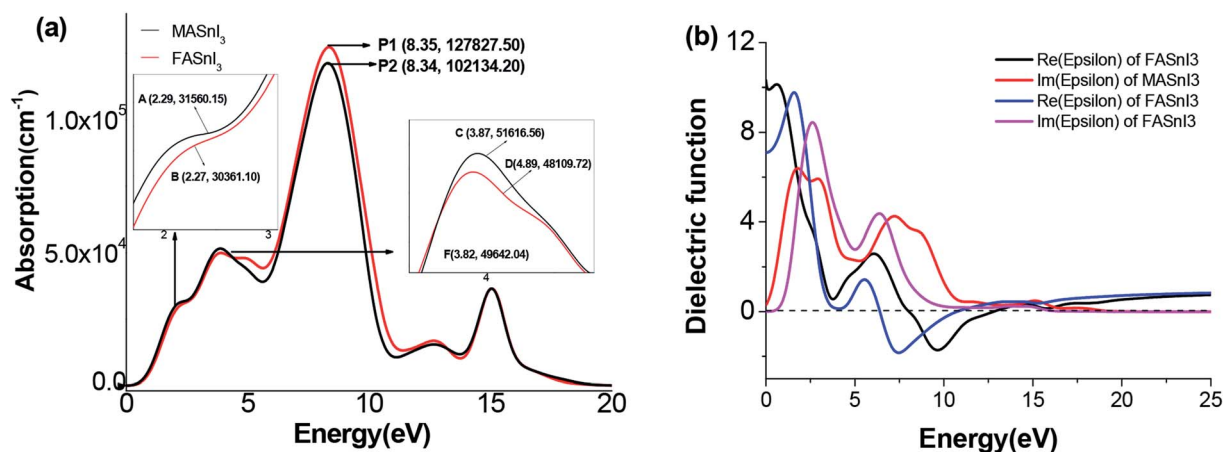 (a)
MASnI3
FASnI3
P1 (8.35, 127827.50)
P2 (8.34, 102134.20)
A (2.29, 31560.15)
B (2.27, 30361.10)
2
3
C (3.87, 51616.56)
D(4.89, 48109.72)
F(3.82, 49642.04)
4
Absorption(cm-1)
1.0x10^5
5.0x10^4
0.0
0
5
10
15
20
Energy(eV)
(b)
Re(Epsilon) of FASnI3
Im(Epsilon) of MASnI3
Re(Epsilon) of FASnI3
Im(Epsilon) of FASnI3
Dielectric function
12
8
4
0
0
5
10
15
20
25
Energy(eV)